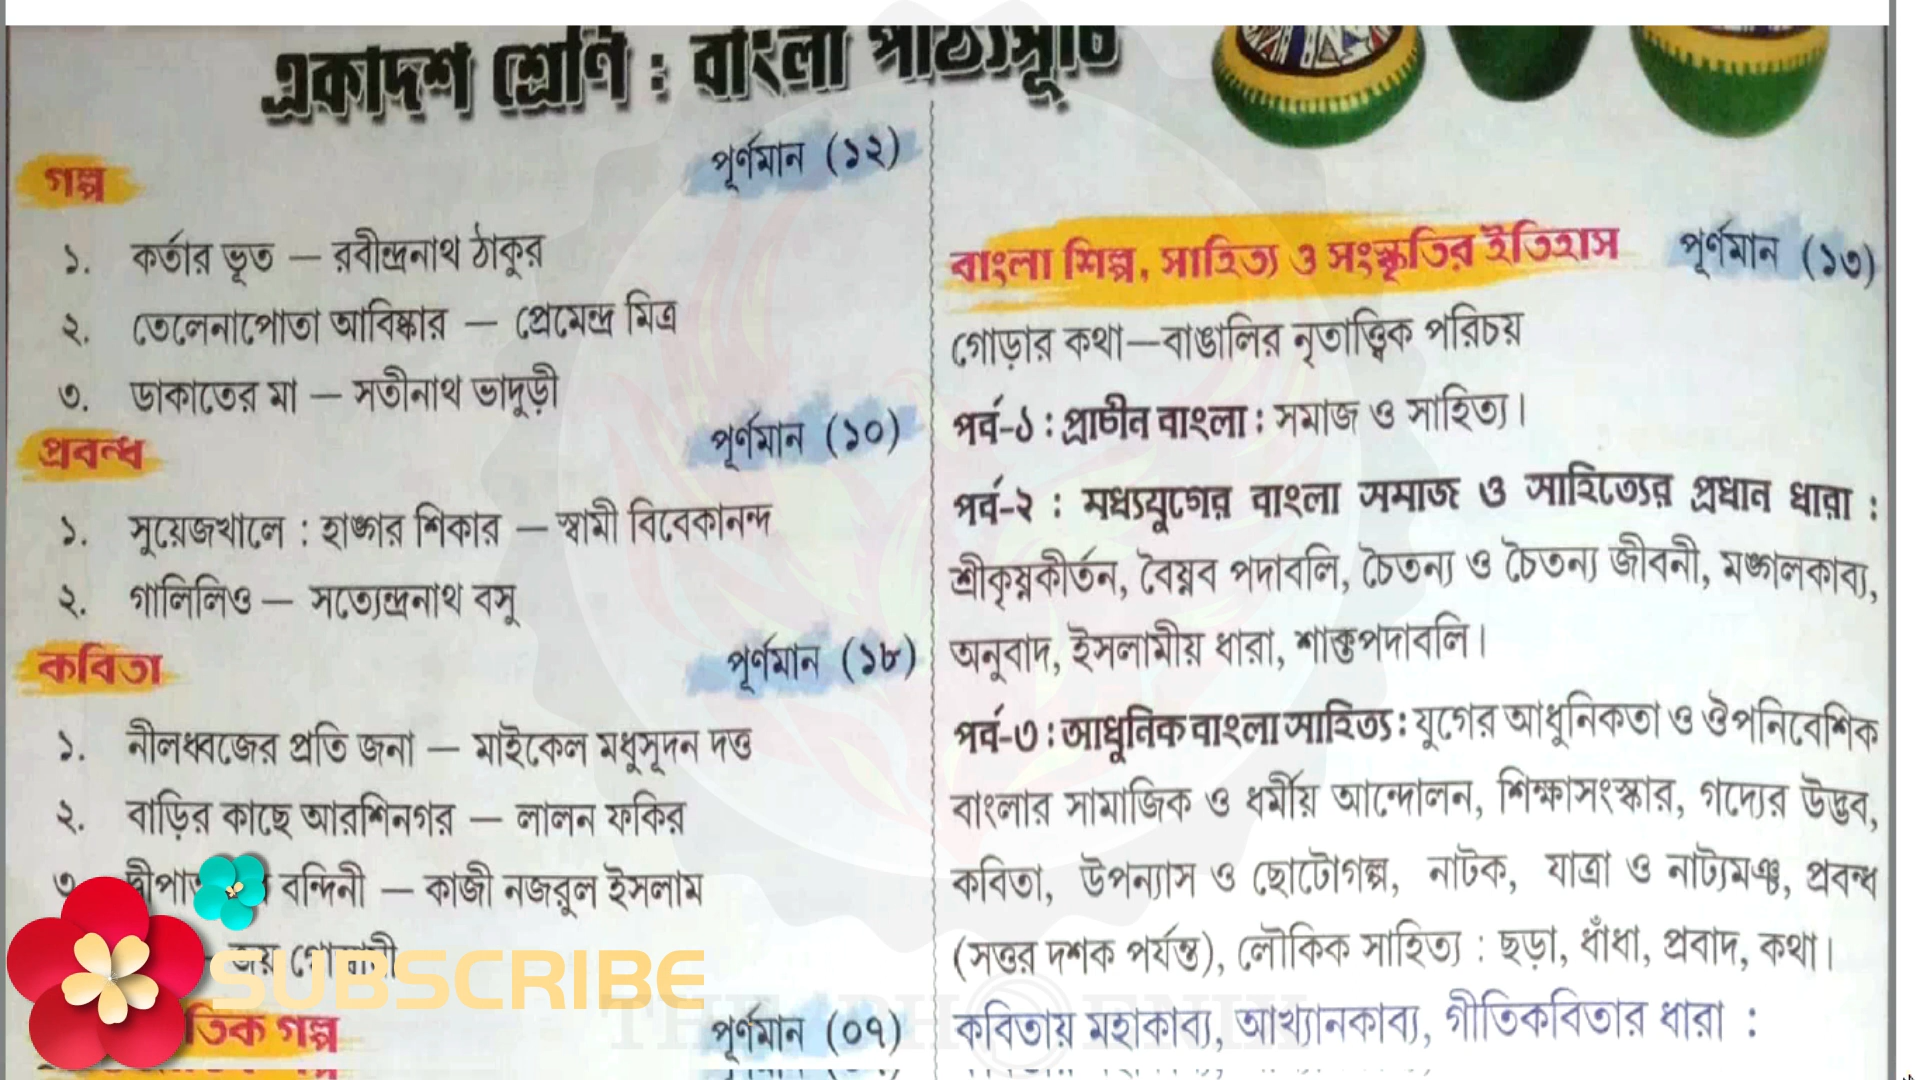 একাদশ শ্রেণি : বাংলা পাঠ্যসূচি
গল্প
পূর্ণমান (১২)
১. কর্তার ভূত — রবীন্দ্রনাথ ঠাকুর
২. তেলেনাপোতা আবিষ্কার — প্রেমেন্দ্র মিত্র
৩. ডাকাতের মা — সতীনাথ ভাদুড়ী
প্রবন্ধ
পূর্ণমান (১০)
১. সুয়েজখালে : হাঙ্গর শিকার — স্বামী বিবেকানন্দ
২. গালিলিও — সত্যেন্দ্রনাথ বসু
কবিতা
পূর্ণমান (১৮)
১. নীলধ্বজের প্রতি জনা — মাইকেল মধুসূদন দত্ত
২. বাড়ির কাছে আরশিনগর — লালন ফকির
৩ বন্দিনী — কাজী নজরুল ইসলাম
– জয়
SUBSCRIBE
গল্প
পূর্ণমান (০৭)
বাংলা শিল্প, সাহিত্য ও সংস্কৃতির ইতিহাস
পূর্ণমান (১৩)
গোড়ার কথা—বাঙালির নৃতাত্ত্বিক পরিচয়
পর্ব-১ : প্রাচীন বাংলা : সমাজ ও সাহিত্য।
পর্ব-২ : মধ্যযুগের বাংলা সমাজ ও সাহিত্যের প্রধান ধারা :
শ্রীকৃষ্ণকীর্তন, বৈষ্ণব পদাবলি, চৈতন্য ও চৈতন্য জীবনী, মঙ্গলকাব্য,
অনুবাদ, ইসলামীয় ধারা, শাক্তপদাবলি।
পর্ব-৩ : আধুনিক বাংলা সাহিত্য : যুগের আধুনিকতা ও ঔপনিবেশিক
বাংলার সামাজিক ও ধর্মীয় আন্দোলন, শিক্ষাসংস্কার, গদ্যের উদ্ভব,
কবিতা, উপন্যাস ও ছোটোগল্প, নাটক, যাত্রা ও নাট্যমঞ্চ, প্রবন্ধ
(সত্তর দশক পর্যন্ত), লৌকিক সাহিত্য : ছড়া, ধাঁধা, প্রবাদ, কথা।
কবিতায় মহাকাব্য, আখ্যানকাব্য, গীতিকবিতার ধারা :
THE PHOENIX